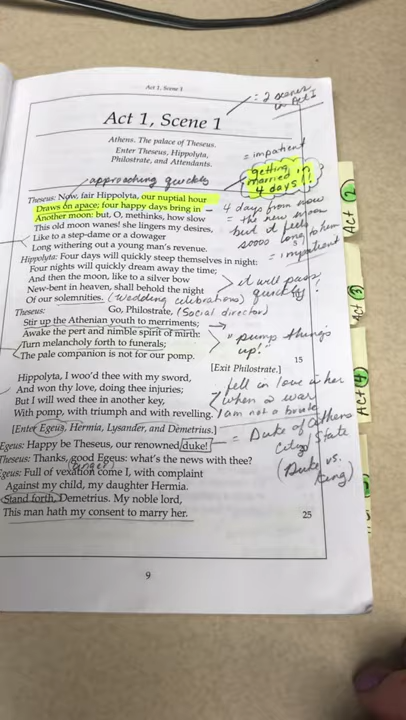 Act 1, Scene 1
= 2 scenes in Act I
Act 1, Scene 1
Athens. The palace of Theseus.
Enter Theseus, Hippolyta,
Philostrate, and Attendants.
= impatient
approaching quickly
getting married in 4 days!!
Theseus: Now, fair Hippolyta, our nuptial hour
Draws on apace; four happy days bring in
Another moon: but, O, methinks, how slow
This old moon wanes! she lingers my desires,
Like to a step-dame or a dowager
Long withering out a young man's revenue.
– 4 days from now
= the new moon
but it feels
soooo long to them
= impatient
Hippolyta: Four days will quickly steep themselves in night:
Four nights will quickly dream away the time;
And then the moon, like to a silver bow
New-bent in heaven, shall behold the night
Of our solemnities. (Wedding celebrations)
it will pass
quickly!
Theseus: Go, Philostrate, (Social director)
Stir up the Athenian youth to merriments;
Awake the pert and nimble spirit of mirth:
Turn melancholy forth to funerals;
The pale companion is not for our pomp.
"pump things
up!"
15
[Exit Philostrate.]
Hippolyta, I woo'd thee with my sword,
And won thy love, doing thee injuries;
But I will wed thee in another key,
With pomp, with triumph and with revelling.
fell in love w her
when @ war
I am not a brute
[Enter Egeus, Hermia, Lysander, and Demetrius.]
Egeus: Happy be Theseus, our renowned duke!
= Duke of Athens
City/State
(Duke vs.
King)
Theseus: Thanks, good Egeus: what's the news with thee?
(anger)
Egeus: Full of vexation come I, with complaint
Against my child, my daughter Hermia.
Stand forth, Demetrius. My noble lord,
This man hath my consent to marry her.
25
9
Act 2
Act 3
Act 4